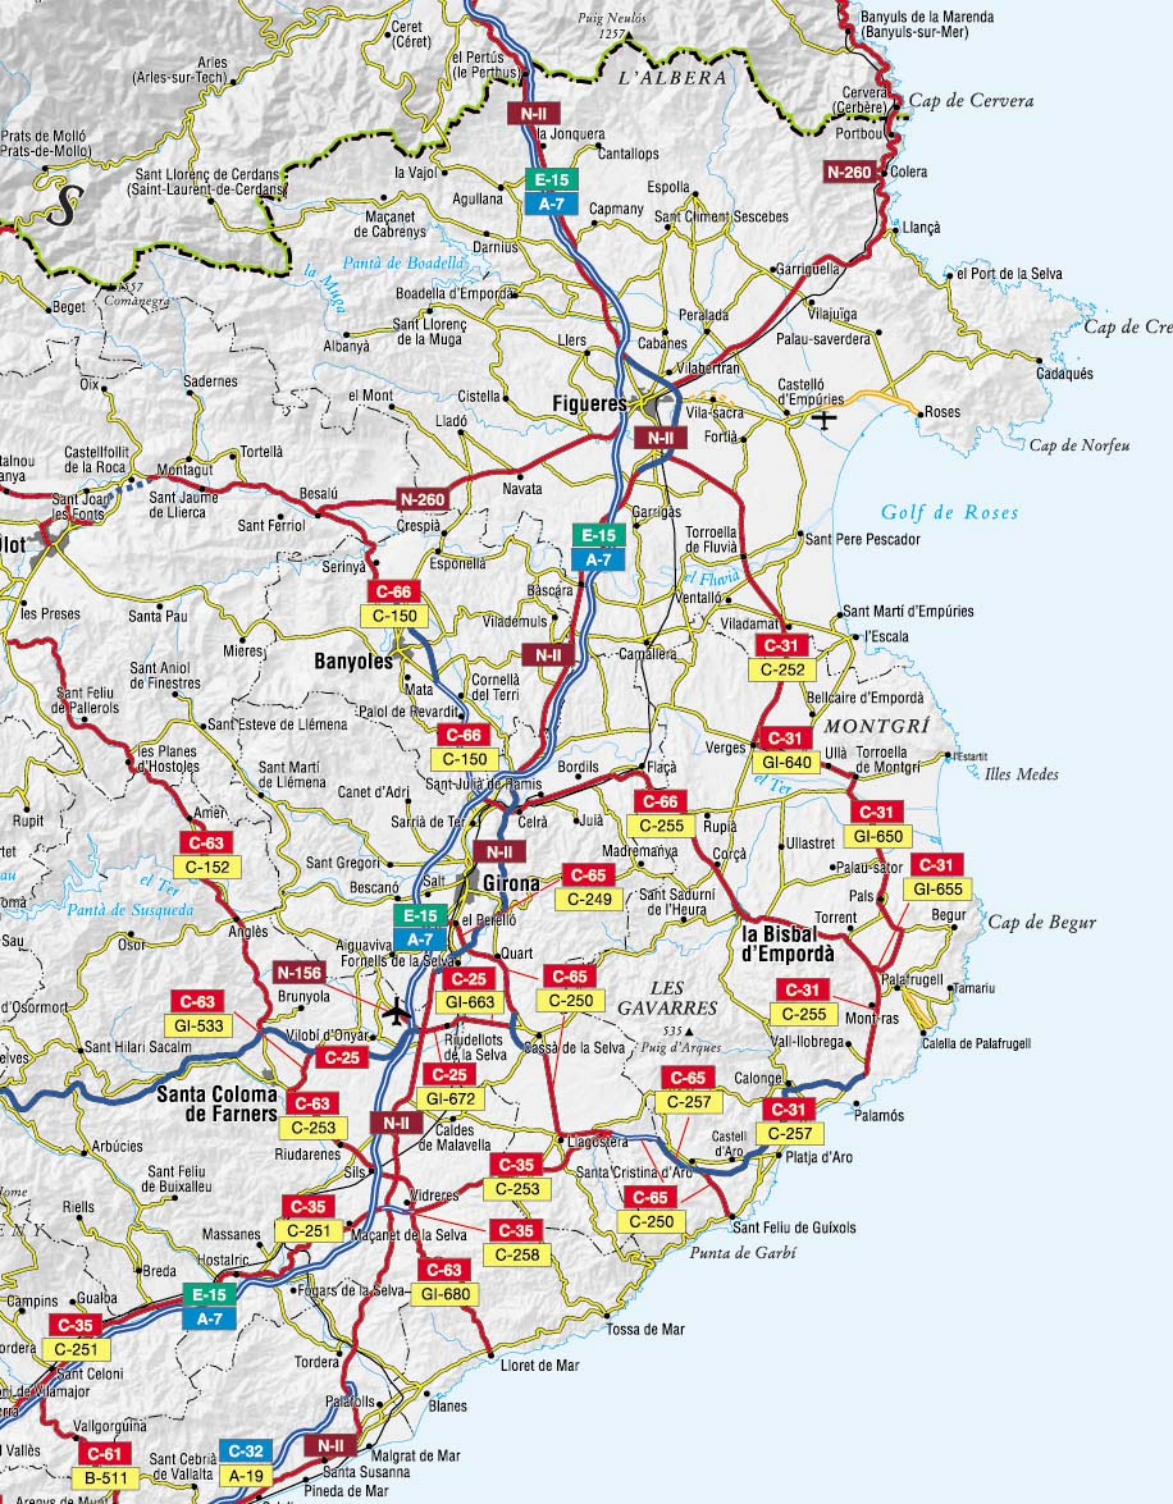 Puig Neulós
1257
Banyuls de la Marenda
(Banyuls-sur-Mer)
Ceret
(Céret)
el Pertús
(le Perthus)
Arles
(Arles-sur-Tech)
L'ALBERA
Cervera
(Cerbère)
Cap de Cervera
N-II
Portbou
Prats de Molló
Prats-de-Mollo)
la Jonquera
Cantallops
Sant Llorenç de Cerdans
(Saint-Laurent-de-Cerdans)
la Vajol
N-260
Colera
E-15
A-7
Espolla
S
Agullana
Capmany
Sant Climent Sescebes
Maçanet
de Cabrenys
Llançà
Darnius
Pantà de Boadella
la Muga
Garriguella
el Port de la Selva
1557
Comanegra
Beget
Boadella d'Empordà
Vilajuïga
Peralada
Cap de Cre
Sant Llorenç
de la Muga
Albanyà
Llers
Cabanes
Palau-saverdera
Vilabertran
Cadaqués
Oix
Sadernes
el Mont
Cistella
Castelló
d'Empúries
Figueres
Vila-sacra
Roses
Lladó
N-II
Fortià
Cap de Norfeu
talnou
anya
Castellfollit
de la Roca
Tortellà
Montagut
Sant Joan
les Fonts
Sant Jaume
de Llierca
Besalú
N-260
Navata
Sant Ferriol
Crespià
Garrigàs
Golf de Roses
lot
E-15
A-7
Torroella
de Fluvià
Sant Pere Pescador
Serinyà
Esponellà
el Fluvià
C-66
C-150
Bàscara
Ventalló
les Preses
Santa Pau
Vilademuls
Viladamat
Sant Martí d'Empúries
l'Escala
Mieres
Banyoles
N-II
Camallera
C-31
C-252
Sant Aniol
de Finestres
Mata
Cornellà
del Terri
Sant Feliu
de Pallerols
Palol de Revardit
Bellcaire d'Empordà
Sant Esteve de Llémena
MONTGRÍ
C-66
C-150
C-31
GI-640
Verges
Ullà
Torroella
de Montgrí
l'Estartit
Illes Medes
les Planes
d'Hostoles
Sant Martí
de Llémena
Bordils
Flaçà
el Ter
Sant Julià de Ramis
Canet d'Adri
Amer
Rupit
Sarrià de Ter
Celrà
Juià
C-66
C-255
Rupià
C-31
GI-650
C-63
C-152
N-II
Ullastret
Madremanya
Corçà
Sant Gregori
Palau-sator
C-31
GI-655
Bescanó
Salt
Girona
C-65
C-249
el Ter
Pantà de Susqueda
Sant Sadurní
de l'Heura
Pals
Torrent
Begur
Cap de Begur
E-15
A-7
el Perelló
Sau
Osor
Anglès
Aiguaviva
Fornells de la Selva
Quart
la Bisbal
d'Empordà
N-156
Brunyola
C-25
GI-663
C-65
C-250
LES
GAVARRES
535
Puig d'Arques
Palafrugell
Tamariu
C-31
C-255
Mont-ras
d'Osormort
C-63
GI-533
Vilobí d'Onyar
Riudellots
de la Selva
Cassà de la Selva
Vall-llobrega
Calella de Palafrugell
elves
Sant Hilari Sacalm
C-25
C-25
GI-672
C-65
C-257
Calonge
Santa Coloma
de Farners
C-63
C-253
N-II
Caldes
de Malavella
C-31
C-257
Palamós
Arbúcies
Riudarenes
Llagostera
Castell
d'Aro
Platja d'Aro
Sils
C-35
C-253
Santa Cristina d'Aro
Sant Feliu
de Buixalleu
C-65
C-250
Vidreres
Riells
C-35
C-251
Maçanet de la Selva
C-35
C-258
Sant Feliu de Guíxols
Punta de Garbí
Massanes
Hostalric
Breda
C-63
GI-680
E-15
A-7
Fogars de la Selva
Campins
Gualba
C-35
C-251
Tossa de Mar
Tordera
Lloret de Mar
Sant Celoni
Palafolls
Blanes
Vallgorguina
Vallès
C-61
B-511
Sant Cebrià
de Vallalta
C-32
A-19
N-II
Malgrat de Mar
Santa Susanna
Pineda de Mar